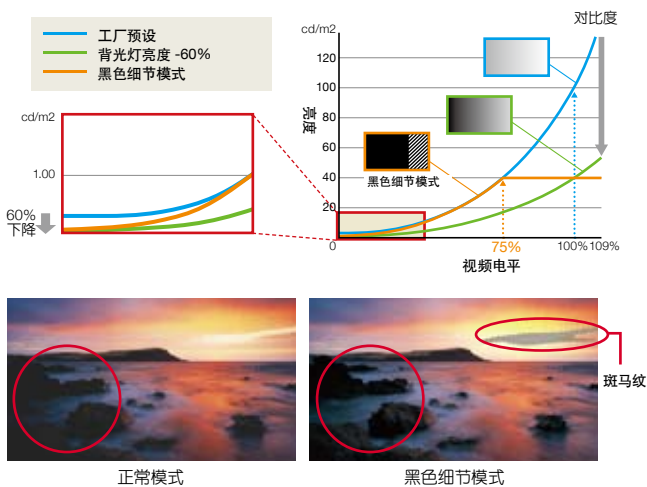 工厂预设
背光灯亮度 -60%
黑色细节模式
cd/m2
1.00
60%
下降
对比度
cd/m2
120
100
80
60
40
20
0
亮度
黑色细节模式
75%
100%
109%
视频电平
斑马纹
正常模式
黑色细节模式